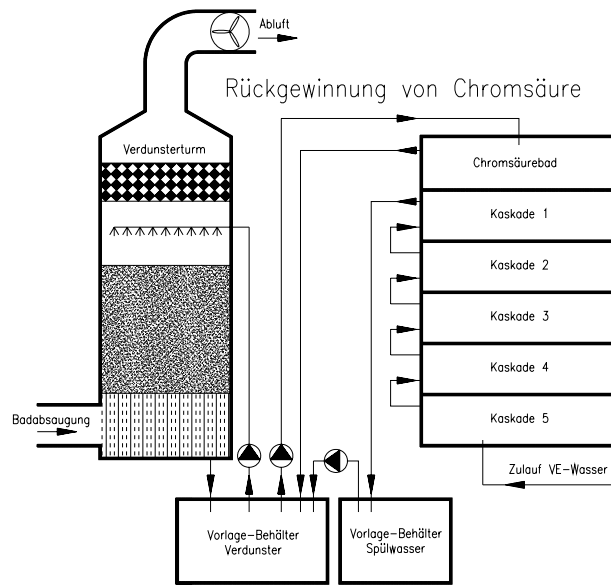 Abluft
Rückgewinnung von Chromsäure
Verdunsterturm
Chromsäurebad
Kaskade 1
Kaskade 2
Kaskade 3
Kaskade 4
Kaskade 5
Badabsaugung
Zulauf VE-Wasser
Vorlage-Behälter
Verdunster
Vorlage-Behälter
Spülwasser